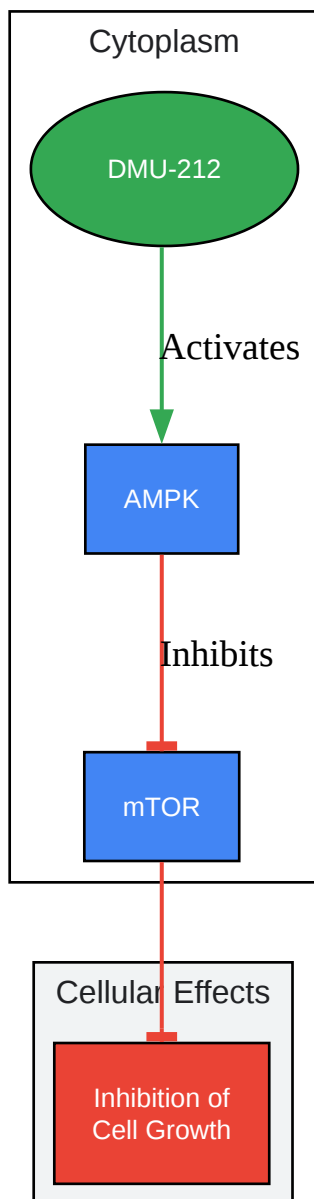 Cytoplasm
DMU-212
Activates
AMPK
Inhibits
mTOR
Cellular Effects
Inhibition of
Cell Growth